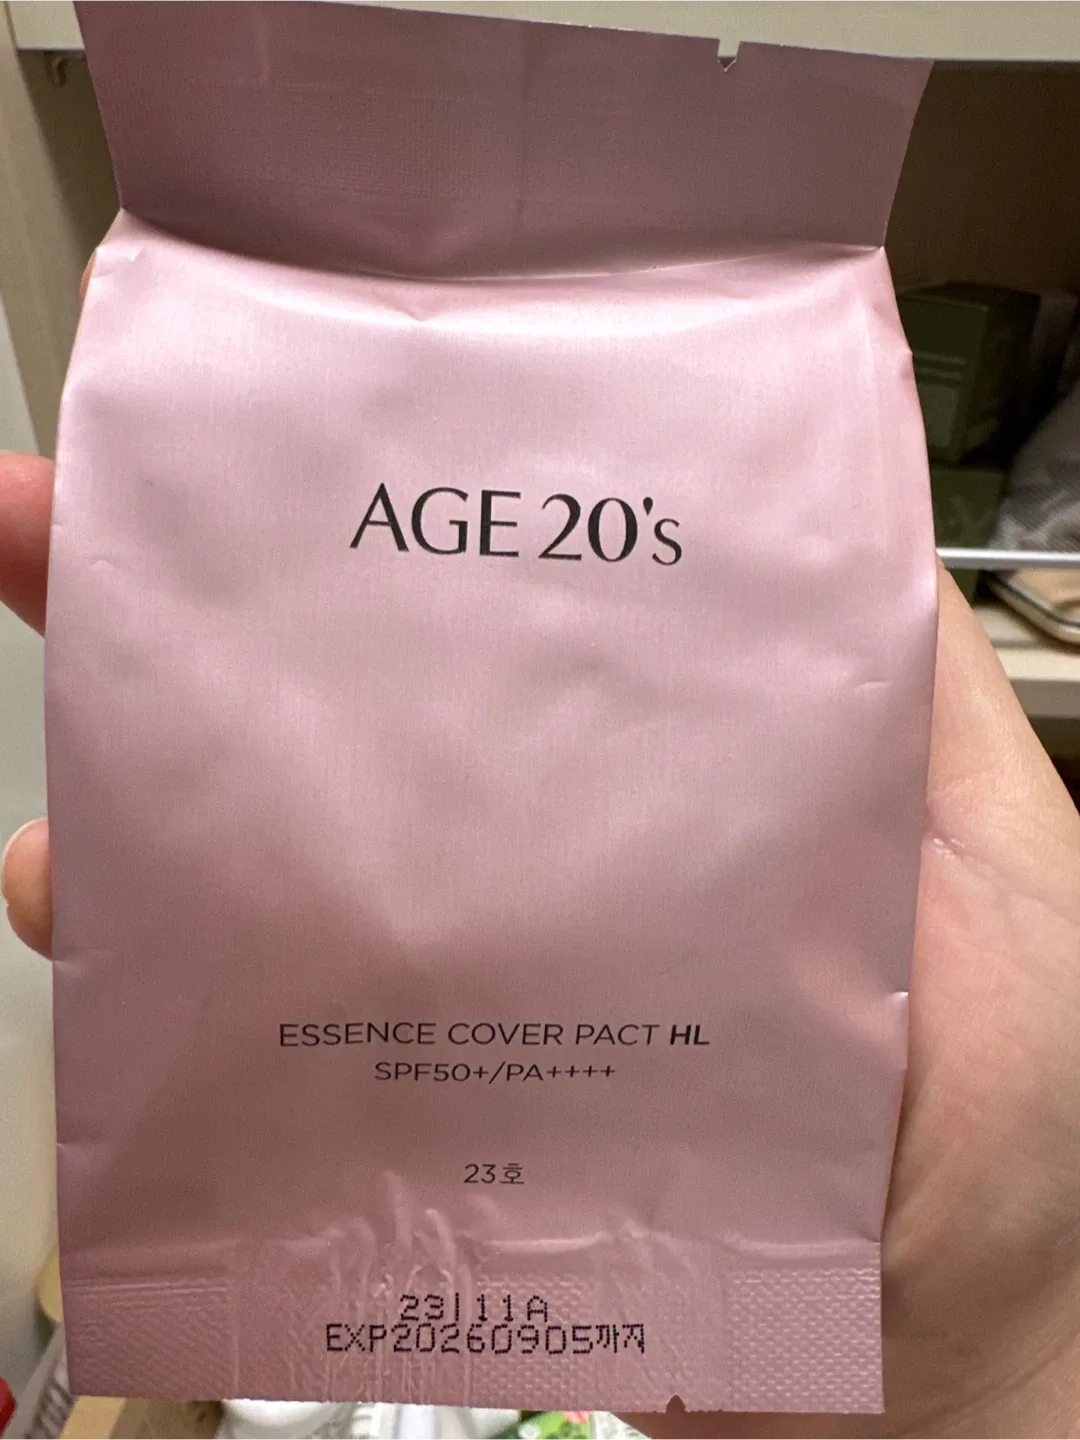 AGE 20's
ESSENCE COVER PACT HL
SPF50+/PA++++
23호
23I11A
EXP20260905까지